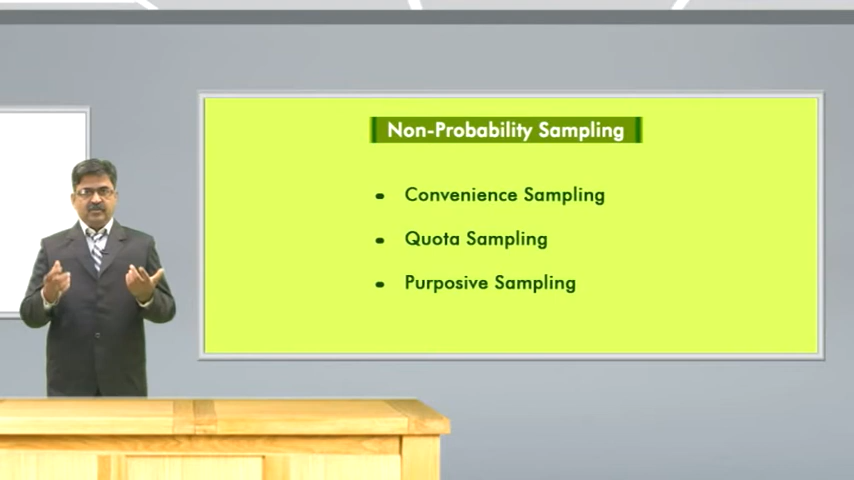 Non-Probability Sampling
Convenience Sampling
Quota Sampling
Purposive Sampling